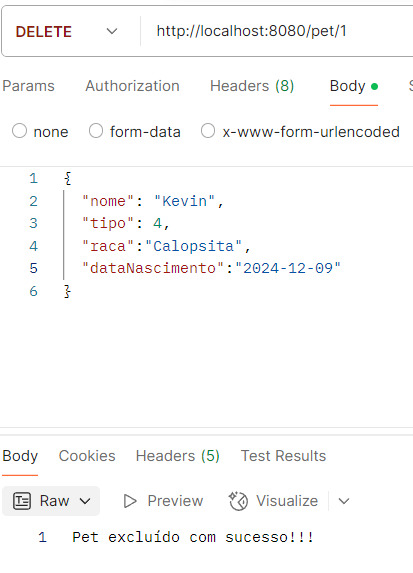 DELETE http://localhost:8080/pet/1
Params Authorization Headers (8) Body
none form-data x-www-form-urlencoded
1 {
2 "nome": "Kevin",
3 "tipo": 4,
4 "raca":"Calopsita",
5 "dataNascimento":"2024-12-09"
6 }
Body Cookies Headers (5) Test Results
Raw Preview Visualize
1 Pet excluído com sucesso!!!